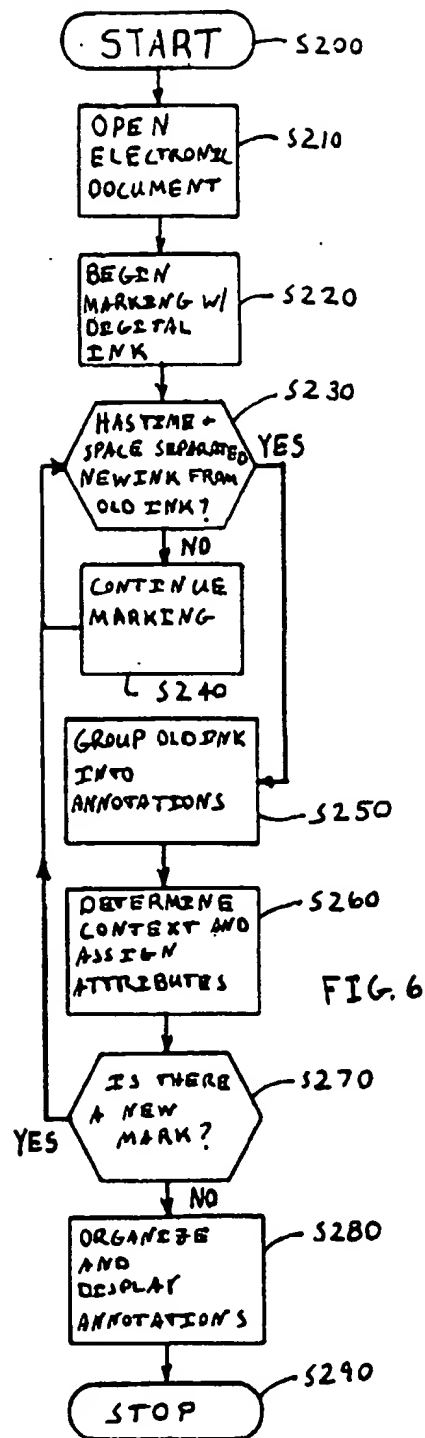 START
S200
OPEN
ELECTRONIC
DOCUMENT
S210
BEGIN
MARKING W/
DIGITAL
INK
S220
S230
HAS TIME +
SPACE SEPARATED
NEW INK FROM
OLD INK?
YES
NO
CONTINUE
MARKING
S240
GROUP OLD INK
INTO
ANNOTATIONS
S250
DETERMINE
CONTEXT AND
ASSIGN
ATTRIBUTES
S260
FIG. 6
IS THERE
A NEW
MARK?
S270
YES
NO
ORGANIZE
AND
DISPLAY
ANNOTATIONS
S280
STOP
S290